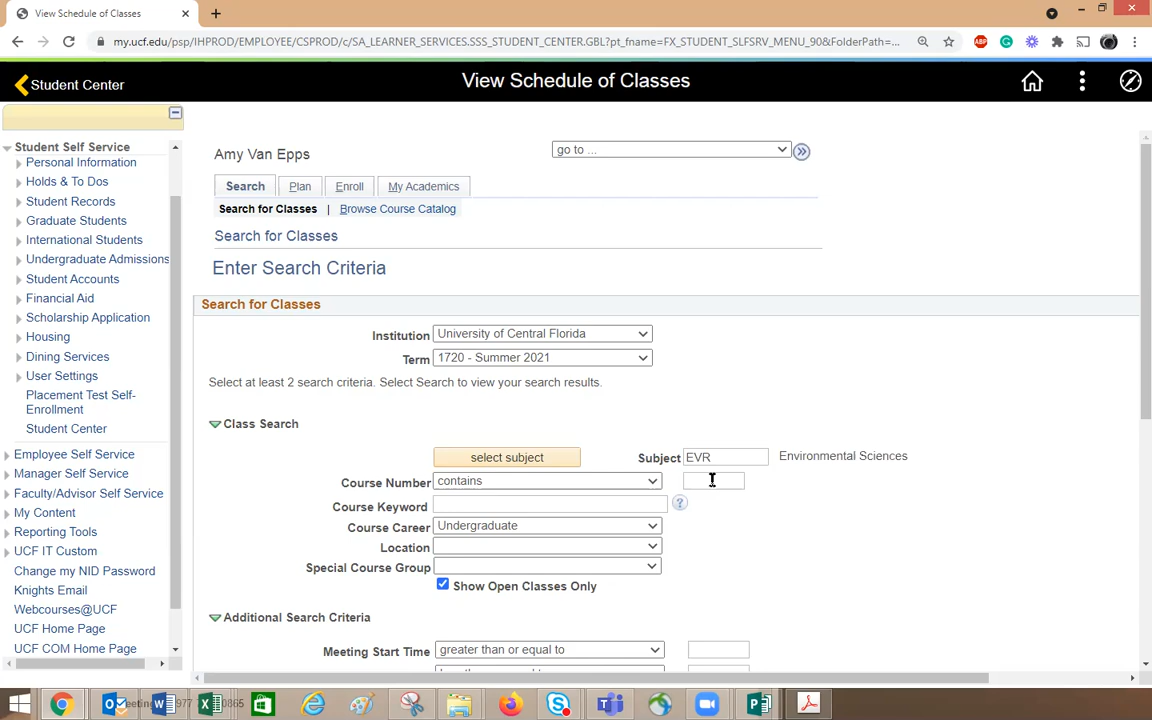 View Schedule of Classes
my.ucf.edu/psp/IHPROD/EMPLOYEE/CSPROD/c/SA_LEARNER_SERVICES.SSS_STUDENT_CENTER.GBL?pt_fname=FX_STUDENT_SLFSRV_MENU_90&FolderPath=...
ABP
Student Center
View Schedule of Classes
Student Self Service
Personal Information
Holds & To Dos
Student Records
Graduate Students
International Students
Undergraduate Admissions
Student Accounts
Financial Aid
Scholarship Application
Housing
Dining Services
User Settings
Placement Test Self-
Enrollment
Student Center
Employee Self Service
Manager Self Service
Faculty/Advisor Self Service
My Content
Reporting Tools
UCF IT Custom
Change my NID Password
Knights Email
Webcourses@UCF
UCF Home Page
UCF COM Home Page
Amy Van Epps
go to ...
Search Plan Enroll My Academics
Search for Classes | Browse Course Catalog
Search for Classes
Enter Search Criteria
Search for Classes
Institution University of Central Florida
Term 1720 - Summer 2021
Select at least 2 search criteria. Select Search to view your search results.
Class Search
select subject Subject EVR Environmental Sciences
Course Number contains
Course Keyword ?
Course Career Undergraduate
Location
Special Course Group
Show Open Classes Only
Additional Search Criteria
Meeting Start Time greater than or equal to